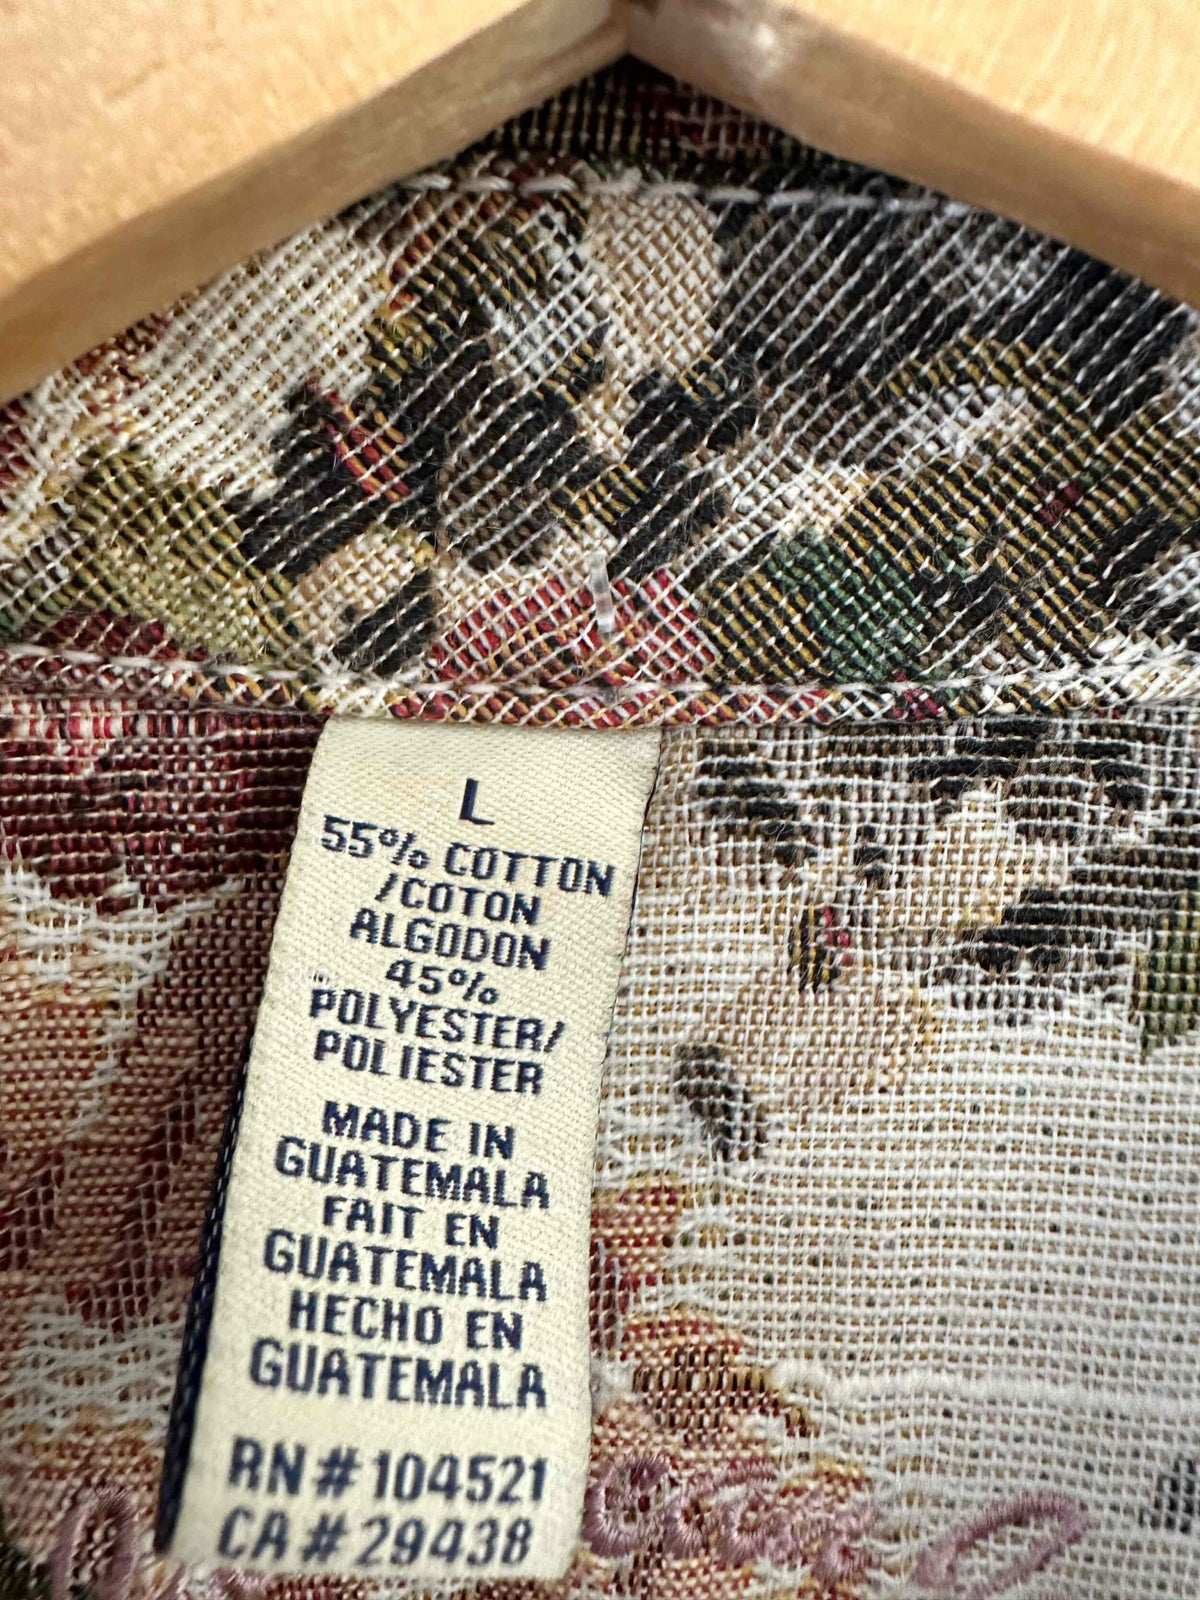 L
55% COTTON
/COTON
ALGODON
45%
POLYESTER/
POLIESTER
MADE IN
GUATEMALA
FAIT EN
GUATEMALA
HECHO EN
GUATEMALA
RN # 104521
CA # 29438